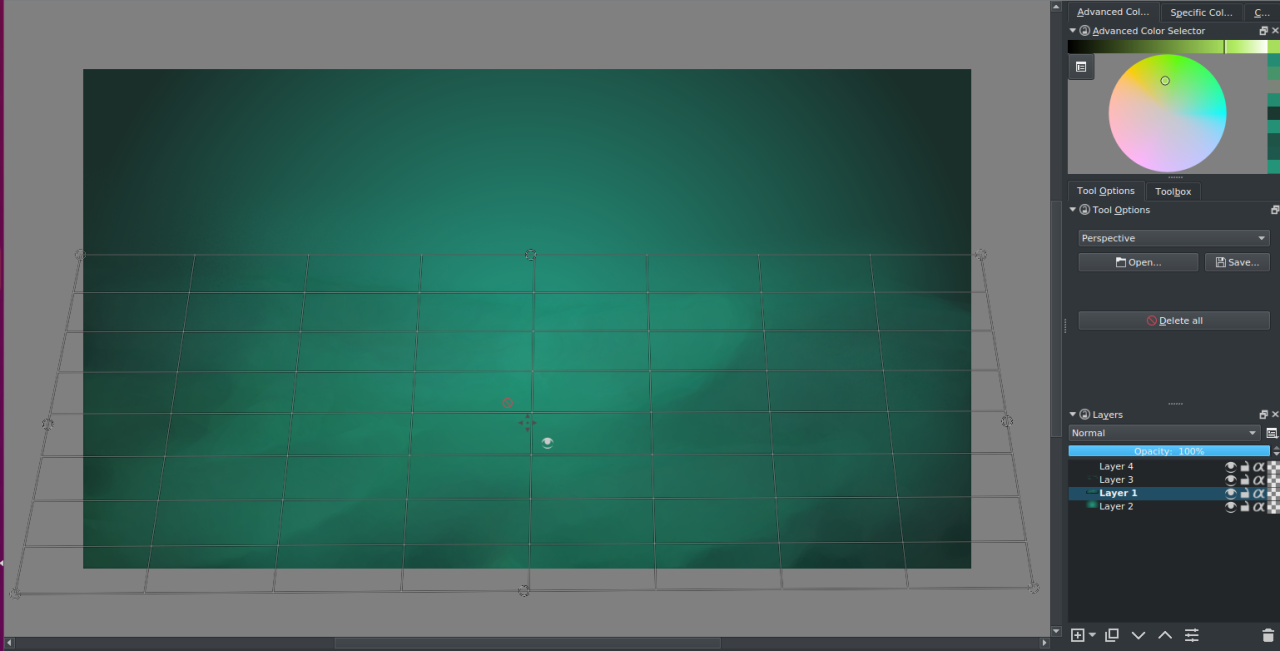 Advanced Col... Specific Col... C...
Advanced Color Selector
Tool Options Toolbox
Tool Options
Perspective
Open... Save...
Delete all
Layers
Normal
Opacity: 100%
Layer 4
Layer 3
Layer 1
Layer 2